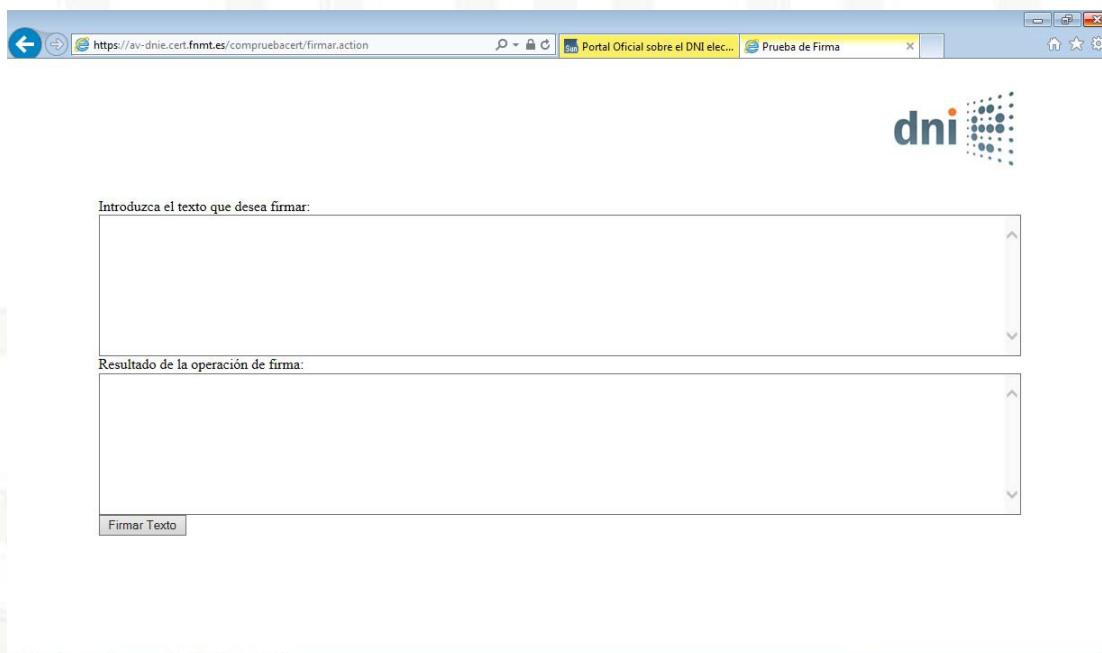 https://av-dnie.cert.fnmt.es/compruebacert/firmar.action
Sun Portal Oficial sobre el DNI elec...
Prueba de Firma
dni
Introduzca el texto que desea firmar:
Resultado de la operación de firma:
Firmar Texto